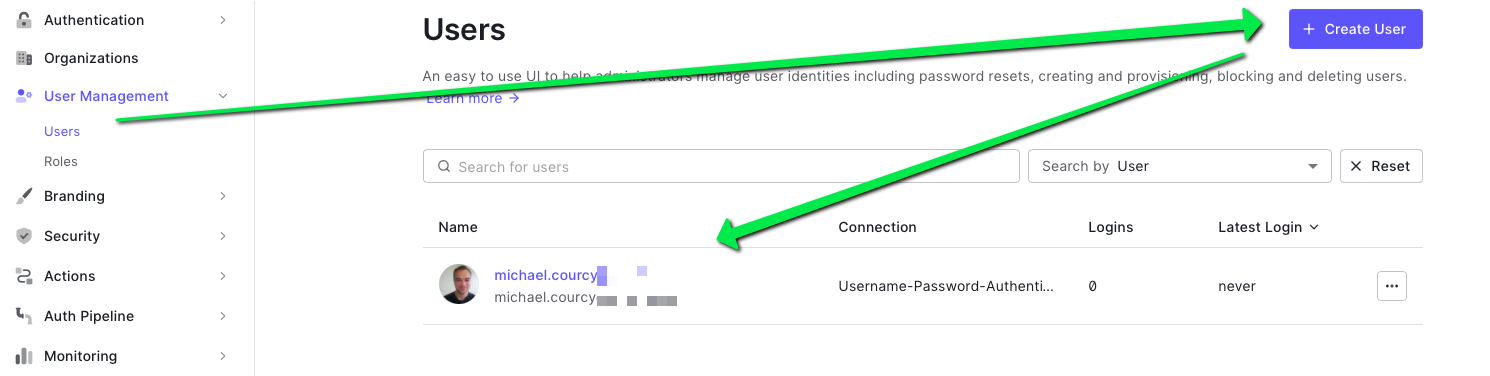 Authentication
Organizations
User Management
Users
Roles
Branding
Security
Actions
Auth Pipeline
Monitoring
Users
+ Create User
An easy to use UI to help administrators manage user identities including password resets, creating and provisioning, blocking and deleting users.
Learn more →
Search for users
Search by User
Reset
Name Connection Logins Latest Login
michael.courcy
michael.courcy
Username-Password-Authenti... 0 never